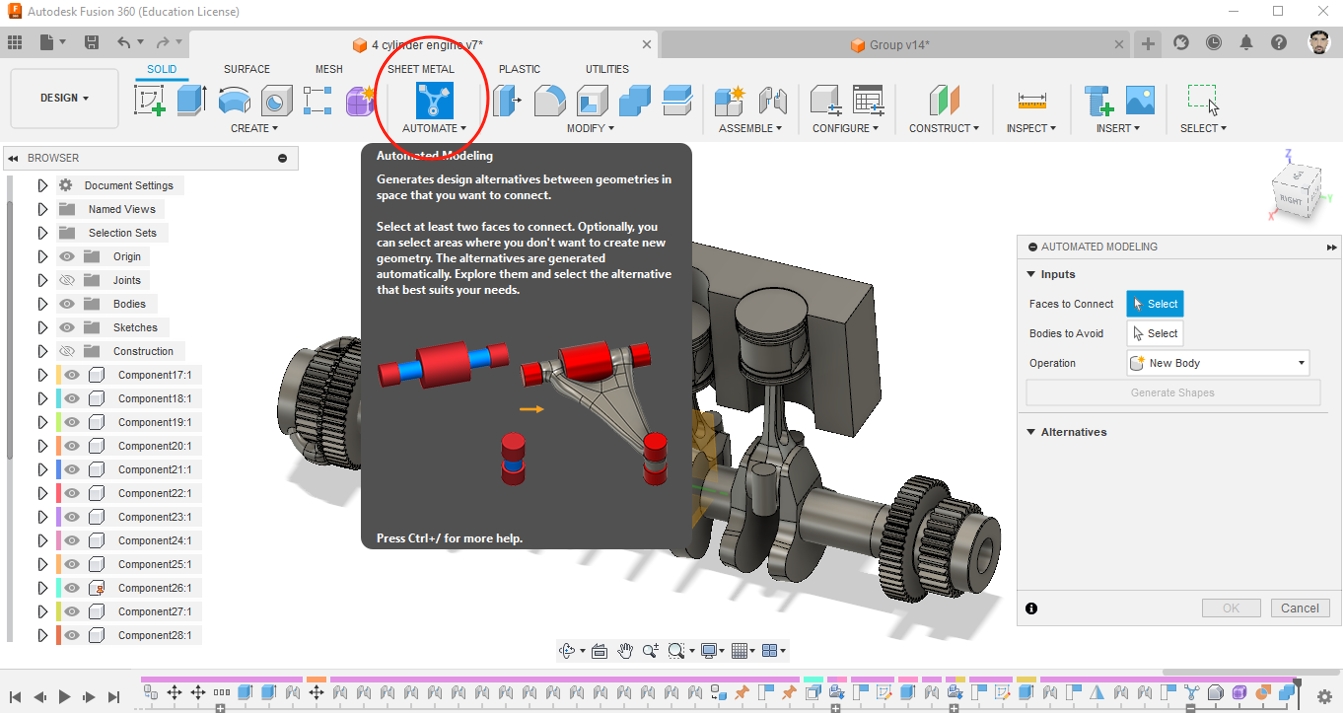 Autodesk Fusion 360 (Education License)
4 cylinder engine v7*
Group v14*
DESIGN
SOLID
SURFACE
MESH
SHEET METAL
PLASTIC
UTILITIES
CREATE
AUTOMATE
MODIFY
ASSEMBLE
CONFIGURE
CONSTRUCT
INSPECT
INSERT
SELECT
BROWSER
Document Settings
Named Views
Selection Sets
Origin
Joints
Bodies
Sketches
Construction
Component17:1
Component18:1
Component19:1
Component20:1
Component21:1
Component22:1
Component23:1
Component24:1
Component25:1
Component26:1
Component27:1
Component28:1
Automated Modeling
Generates design alternatives between geometries in
space that you want to connect.
Select at least two faces to connect. Optionally, you
can select areas where you don't want to create new
geometry. The alternatives are generated
automatically. Explore them and select the alternative
that best suits your needs.
Press Ctrl+/ for more help.
Z
RIGHT
Y
X
AUTOMATED MODELING
Inputs
Faces to Connect
Select
Bodies to Avoid
Select
Operation
New Body
Generate Shapes
Alternatives
OK
Cancel